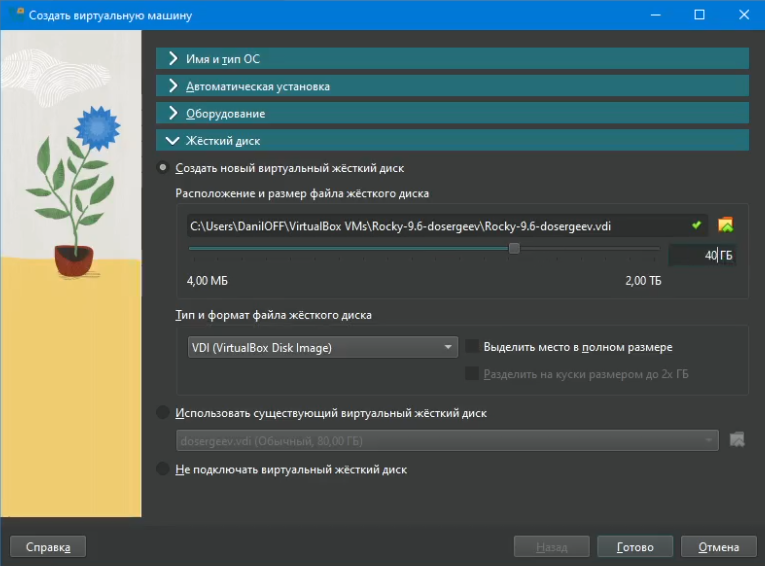 Создать виртуальную машину
Имя и тип ОС
Автоматическая установка
Оборудование
Жёсткий диск
Создать новый виртуальный жёсткий диск
Расположение и размер файла жёсткого диска
C:\Users\DanilOFF\VirtualBox VMs\Rocky-9.6-dosergeev\Rocky-9.6-dosergeev.vdi
40 ГБ
4,00 МБ 2,00 ТБ
Тип и формат файла жёсткого диска
VDI (VirtualBox Disk Image) Выделить место в полном размере
Разделить на куски размером до 2х ГБ
Использовать существующий виртуальный жёсткий диск
dosergeev.vdi (Обычный, 80,00 ГБ)
Не подключать виртуальный жёсткий диск
Справка Назад Готово Отмена